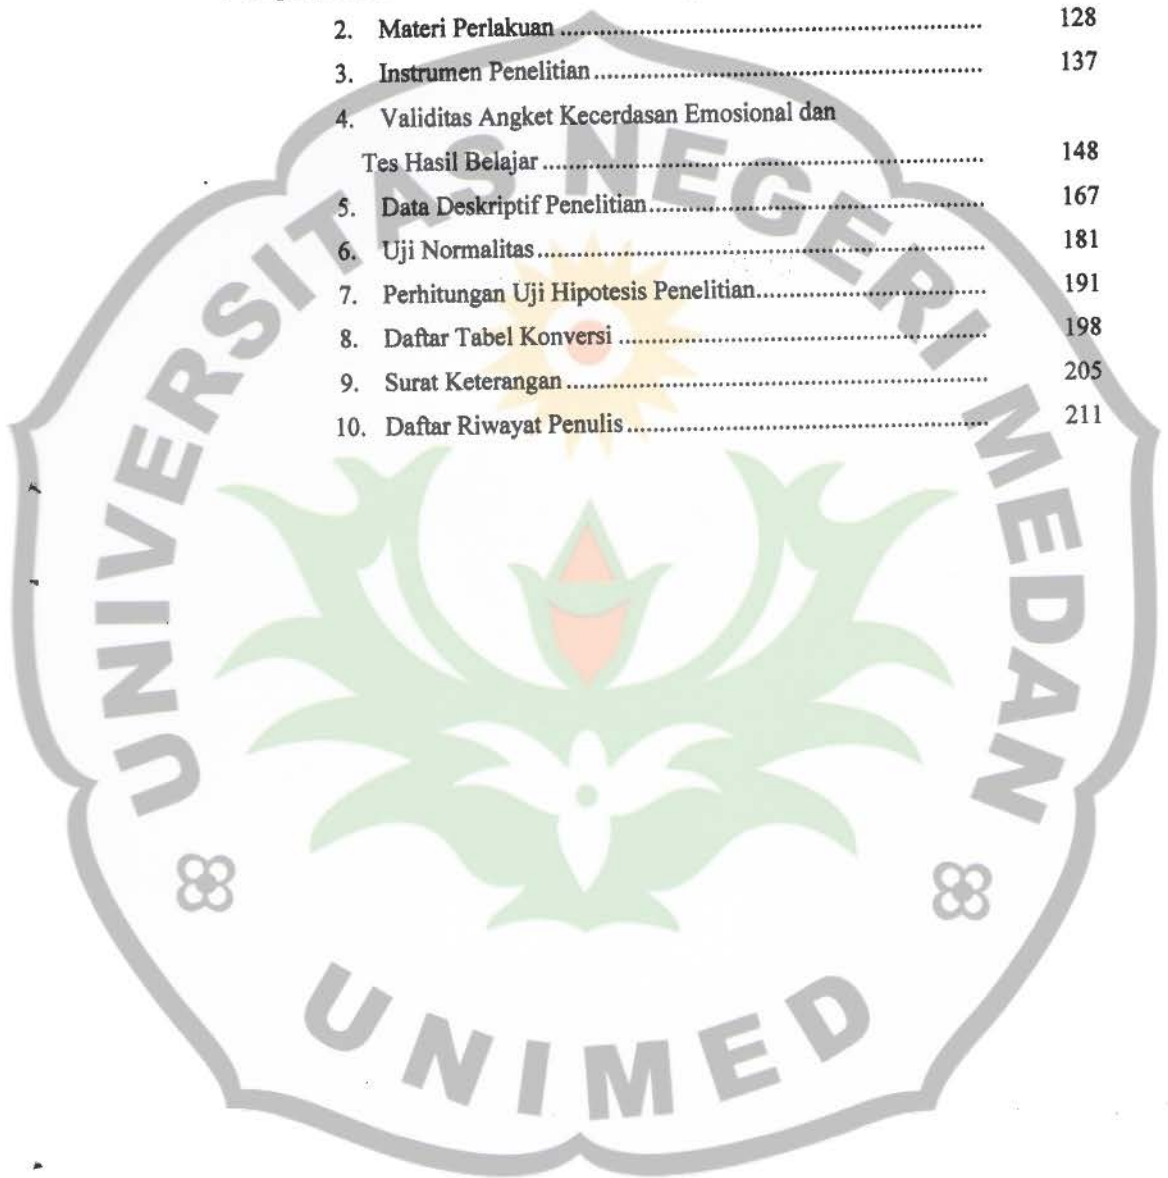 2. Materi Perlakuan ........................................ 128
3. Instrumen Penelitian ........................................ 137
4. Validitas Angket Kecerdasan Emosional dan
Tes Hasil Belajar ........................................ 148
5. Data Deskriptif Penelitian ........................................ 167
6. Uji Normalitas ........................................ 181
7. Perhitungan Uji Hipotesis Penelitian ........................................ 191
8. Daftar Tabel Konversi ........................................ 198
9. Surat Keterangan ........................................ 205
10. Daftar Riwayat Penulis ........................................ 211
UNIVERSITAS NEGERI MEDAN
UNIMED